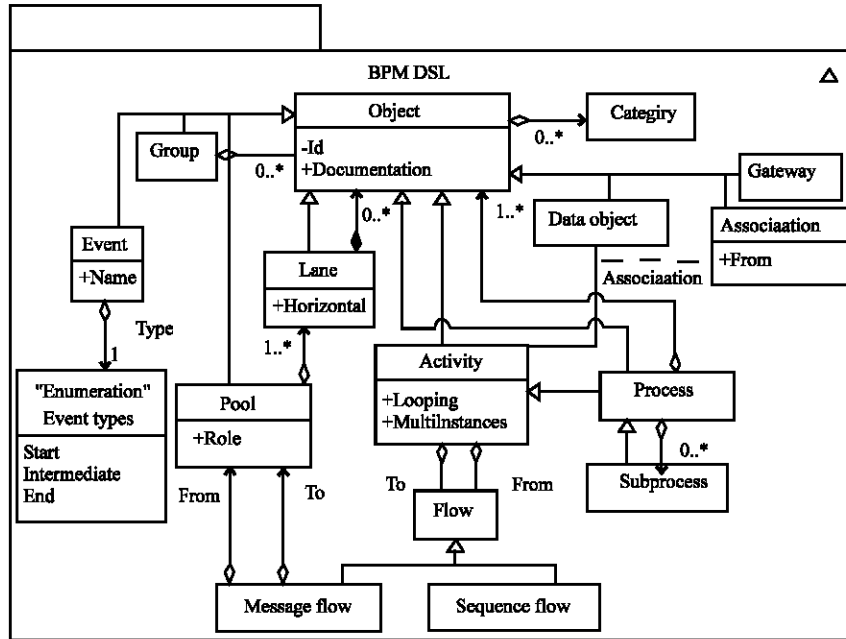 BPM DSL
Object
-Id
+Documentation
0..*
Categiry
Group
0..*
Gateway
Data object
Associaation
+From
Associaation
Event
+Name
Type
1
"Enumeration"
Event types
Start
Intermediate
End
Lane
+Horizontal
0..*
1..*
1..*
Pool
+Role
From
To
Activity
+Looping
+MultiInstances
To
From
Process
0..*
Subprocess
Flow
Message flow
Sequence flow